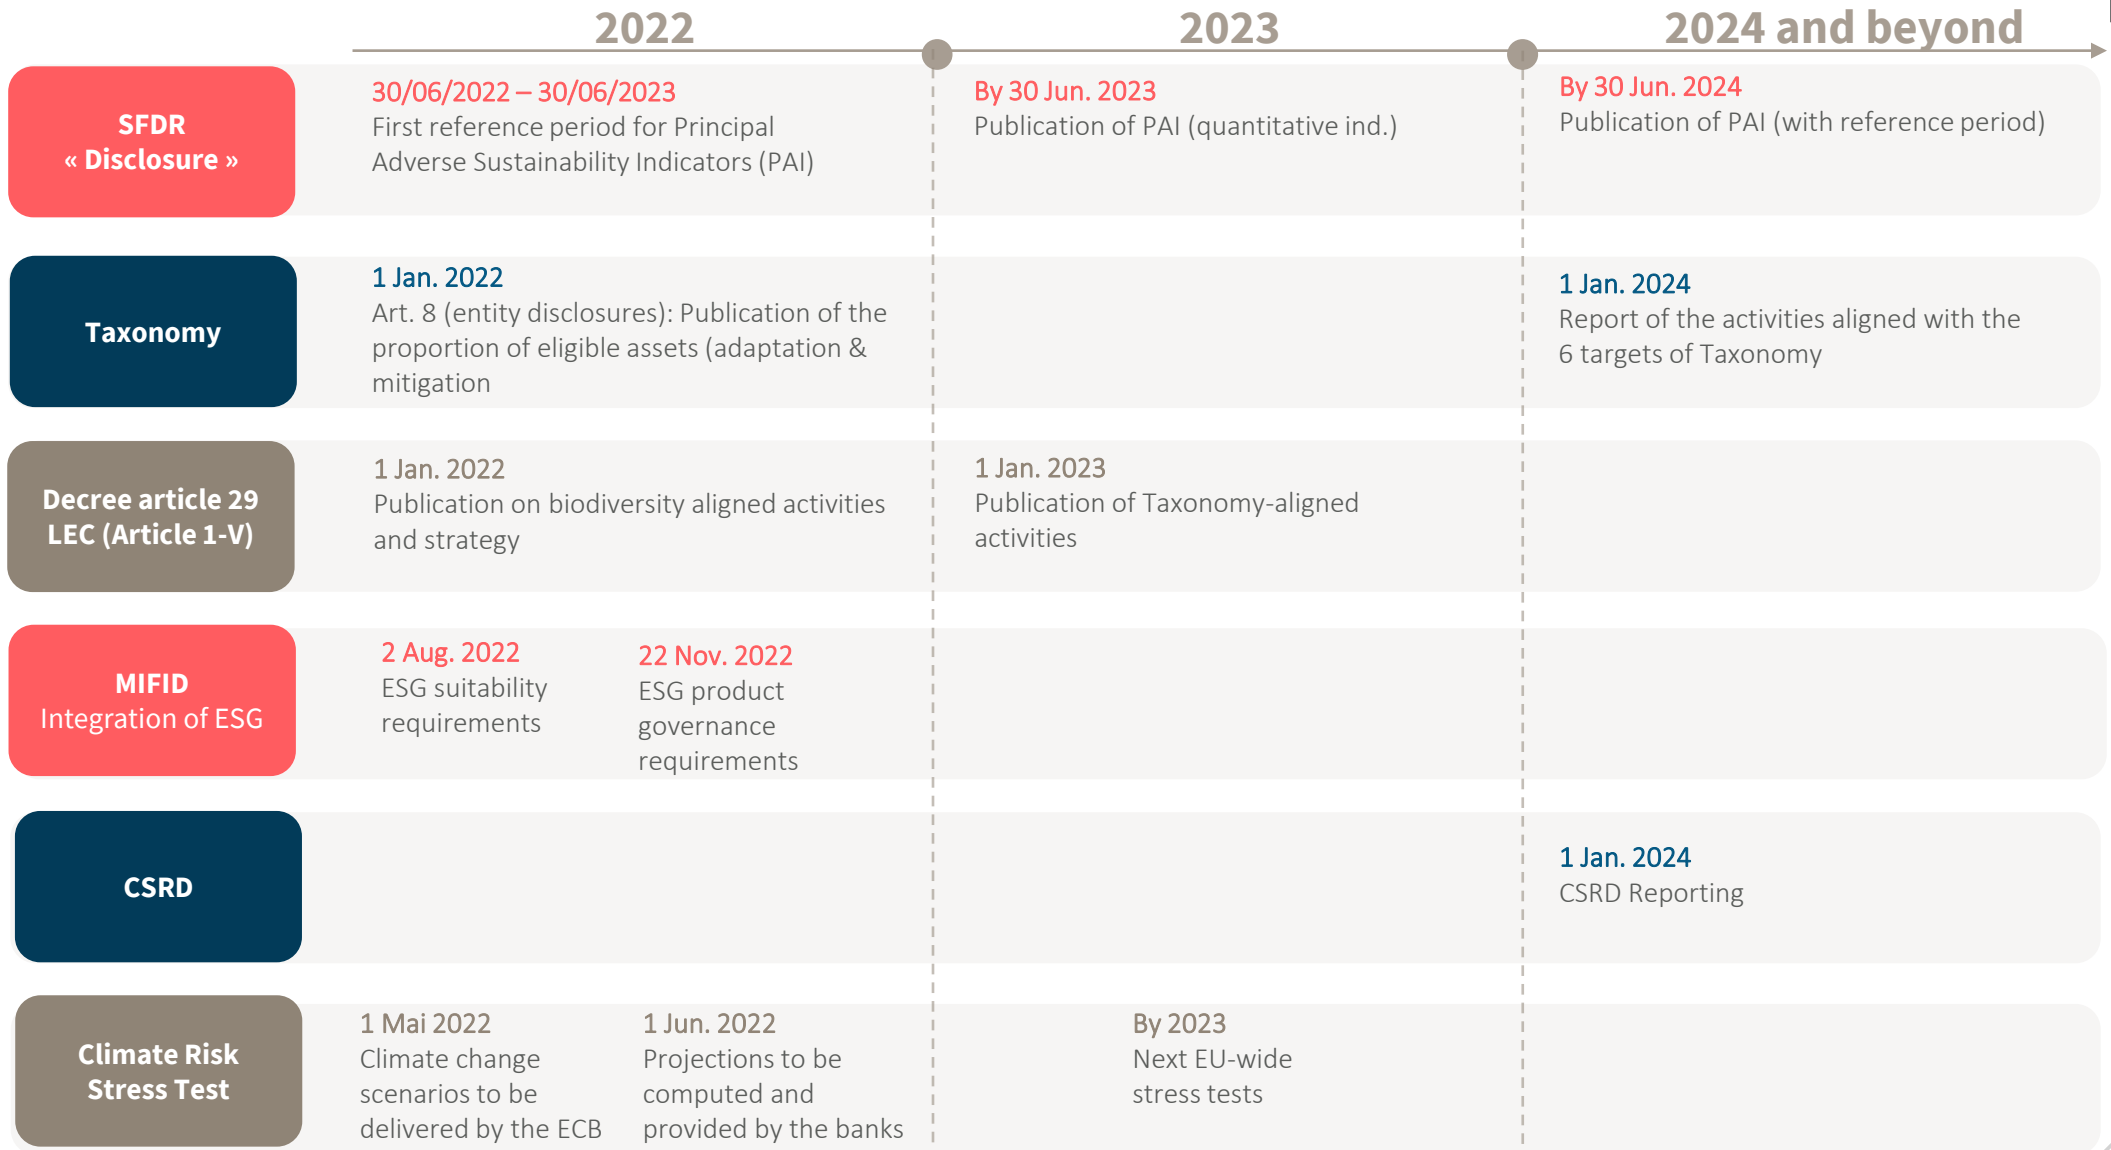 2022
2023
2024 and beyond
SFDR
« Disclosure »
30/06/2022 – 30/06/2023
First reference period for Principal
Adverse Sustainability Indicators (PAI)
By 30 Jun. 2023
Publication of PAI (quantitative ind.)
By 30 Jun. 2024
Publication of PAI (with reference period)
Taxonomy
1 Jan. 2022
Art. 8 (entity disclosures): Publication of the
proportion of eligible assets (adaptation &
mitigation
1 Jan. 2024
Report of the activities aligned with the
6 targets of Taxonomy
Decree article 29
LEC (Article 1-V)
1 Jan. 2022
Publication on biodiversity aligned activities
and strategy
1 Jan. 2023
Publication of Taxonomy-aligned
activities
MIFID
Integration of ESG
2 Aug. 2022
ESG suitability
requirements
22 Nov. 2022
ESG product
governance
requirements
CSRD
1 Jan. 2024
CSRD Reporting
Climate Risk
Stress Test
1 Mai 2022
Climate change
scenarios to be
delivered by the ECB
1 Jun. 2022
Projections to be
computed and
provided by the banks
By 2023
Next EU-wide
stress tests